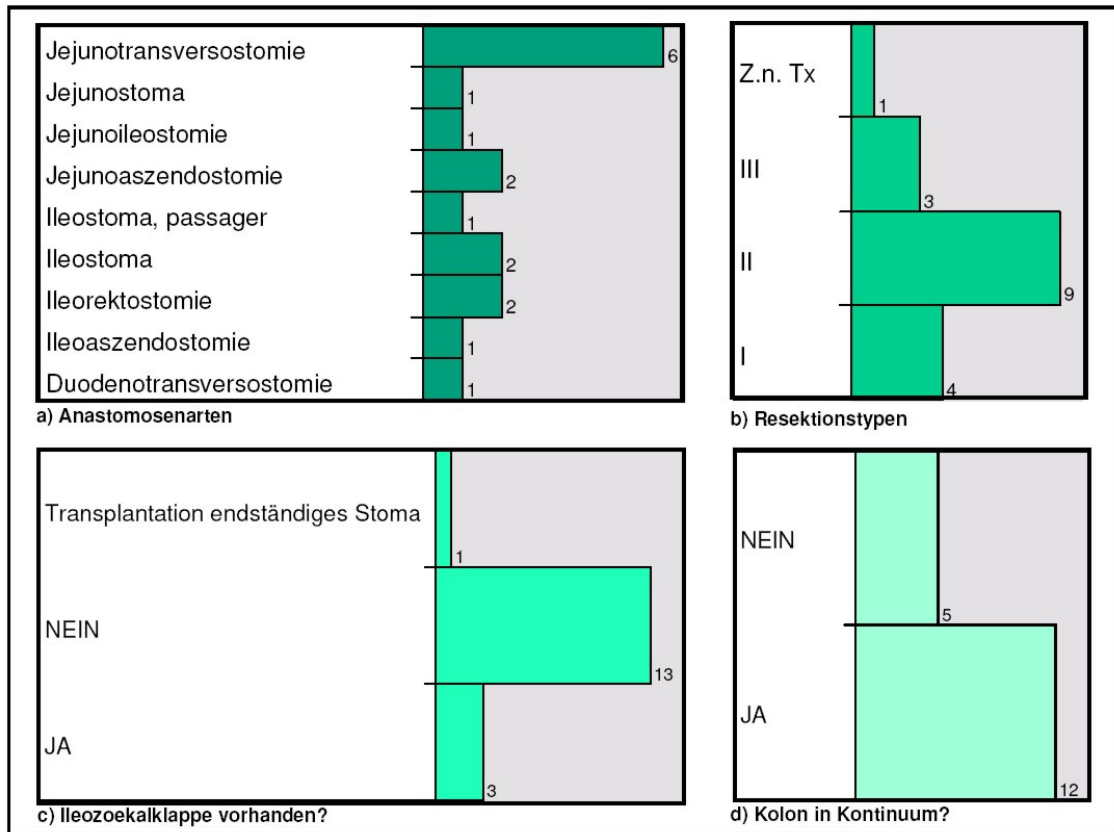 Jejunotransversostomie 6
Jejunostoma 1
Jejunoileostomie 1
Jejunoaszendostomie 2
Ileostoma, passager 1
Ileostoma 2
Ileorektostomie 2
Ileoaszendostomie 1
Duodenotransversostomie 1
a) Anastomosenarten
Z.n. Tx 1
III 3
II 9
I 4
b) Resektionstypen
Transplantation endständiges Stoma 1
NEIN 13
JA 3
c) Ileozoekalklappe vorhanden?
NEIN 5
JA 12
d) Kolon in Kontinuum?